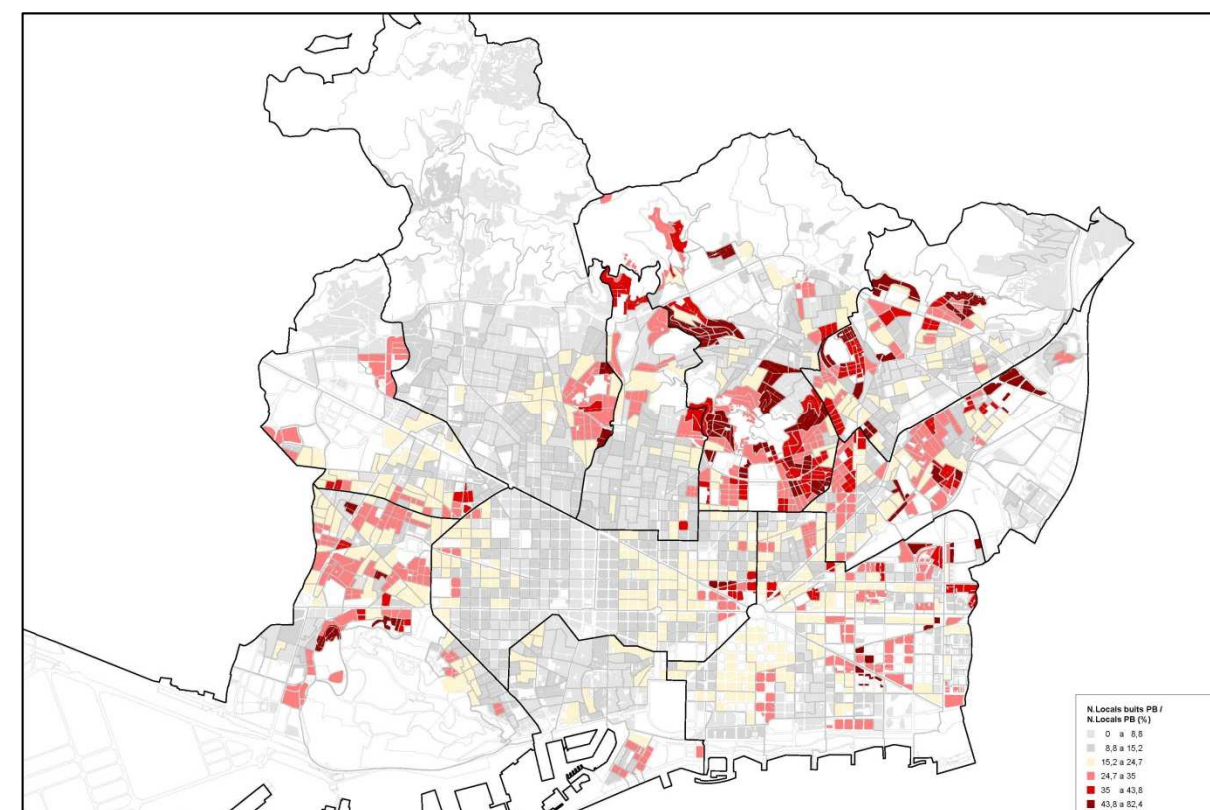 N.Locals buits PB /
N.Locals PB (%)
0 a 8,8
8,8 a 15,2
15,2 a 24,7
24,7 a 35
35 a 43,8
43,8 a 82,4